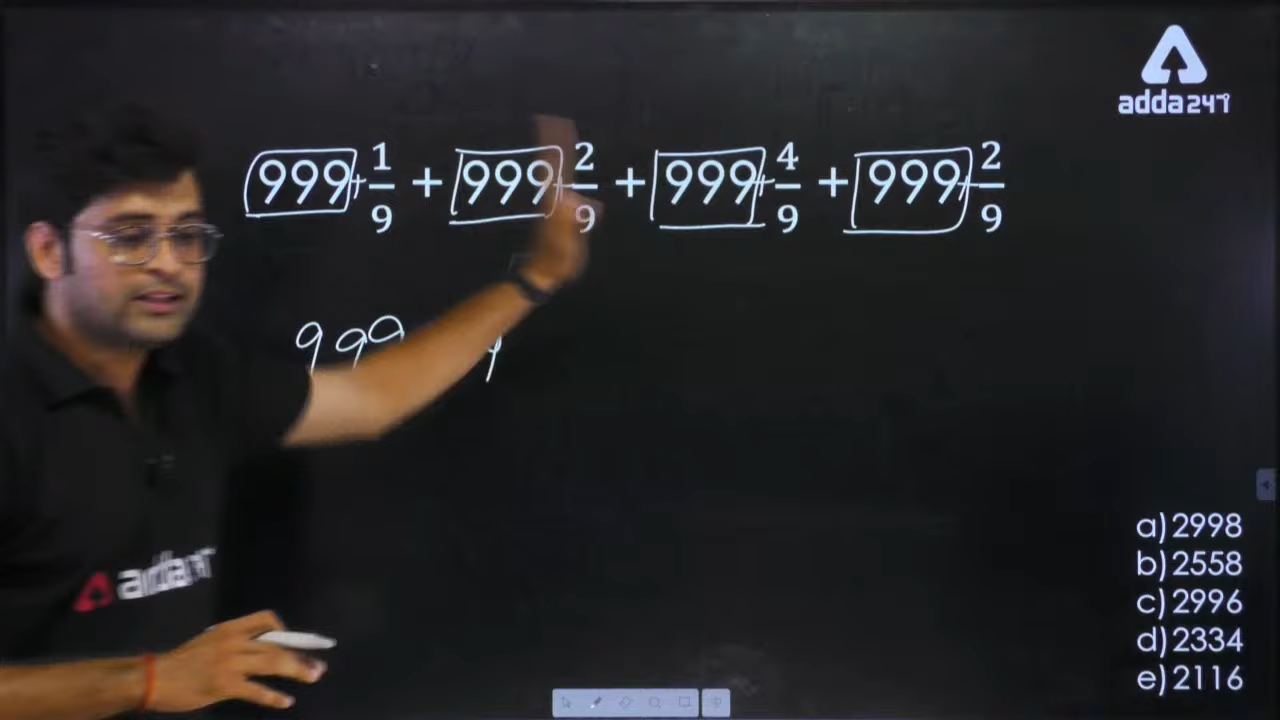 adda247
999+1/9 + 999+2/9 + 999+4/9 + 999+2/9
999
a) 2998
b) 2558
c) 2996
d) 2334
e) 2116